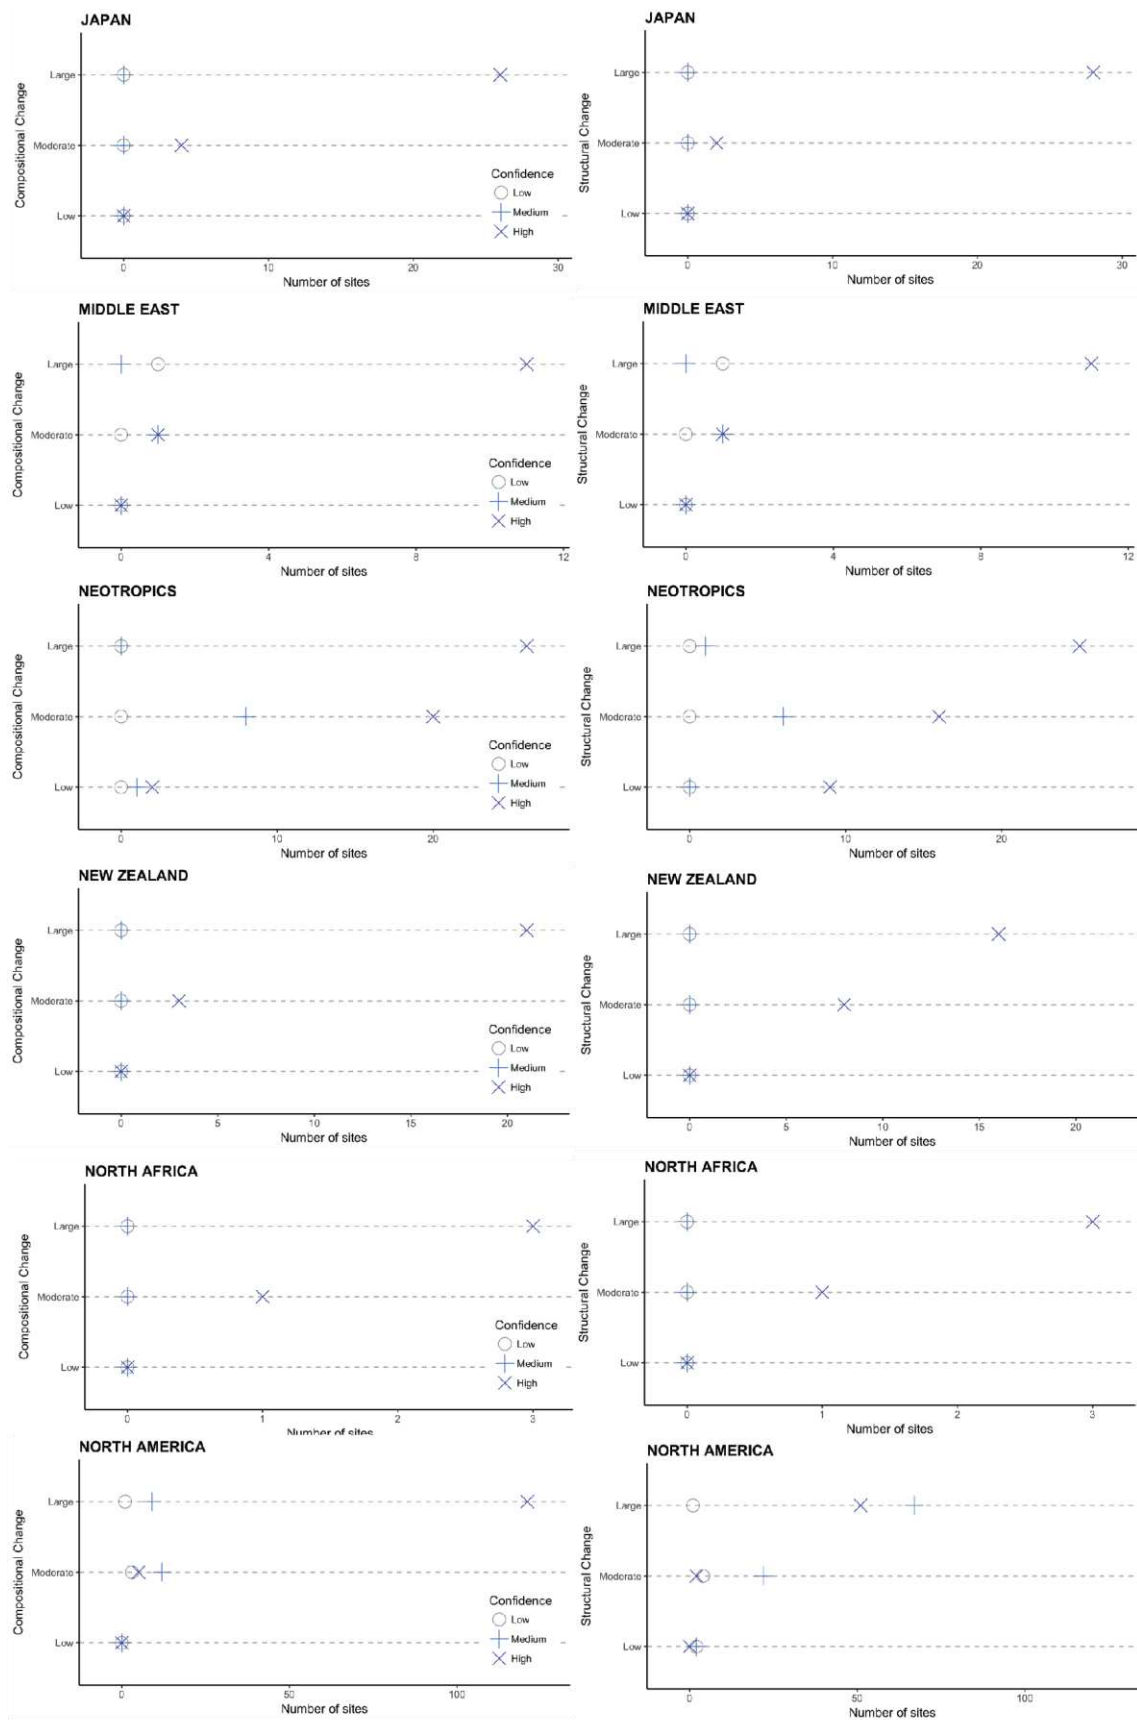 JAPAN
Compositional Change
Large
Moderate
Low
Confidence
Low
Medium
High
0 10 20 30
Number of sites
JAPAN
Structural Change
Large
Moderate
Low
0 10 20 30
Number of sites
MIDDLE EAST
Compositional Change
Large
Moderate
Low
Confidence
Low
Medium
High
0 4 8 12
Number of sites
MIDDLE EAST
Structural Change
Large
Moderate
Low
0 4 8 12
Number of sites
NEOTROPICS
Compositional Change
Large
Moderate
Low
Confidence
Low
Medium
High
0 10 20
Number of sites
NEOTROPICS
Structural Change
Large
Moderate
Low
0 10 20
Number of sites
NEW ZEALAND
Compositional Change
Large
Moderate
Low
Confidence
Low
Medium
High
0 5 10 15 20
Number of sites
NEW ZEALAND
Structural Change
Large
Moderate
Low
0 5 10 15 20
Number of sites
NORTH AFRICA
Compositional Change
Large
Moderate
Low
Confidence
Low
Medium
High
0 1 2 3
Number of sites
NORTH AFRICA
Structural Change
Large
Moderate
Low
0 1 2 3
Number of sites
NORTH AMERICA
Compositional Change
Large
Moderate
Low
Confidence
Low
Medium
High
0 50 100
Number of sites
NORTH AMERICA
Structural Change
Large
Moderate
Low
0 50 100
Number of sites